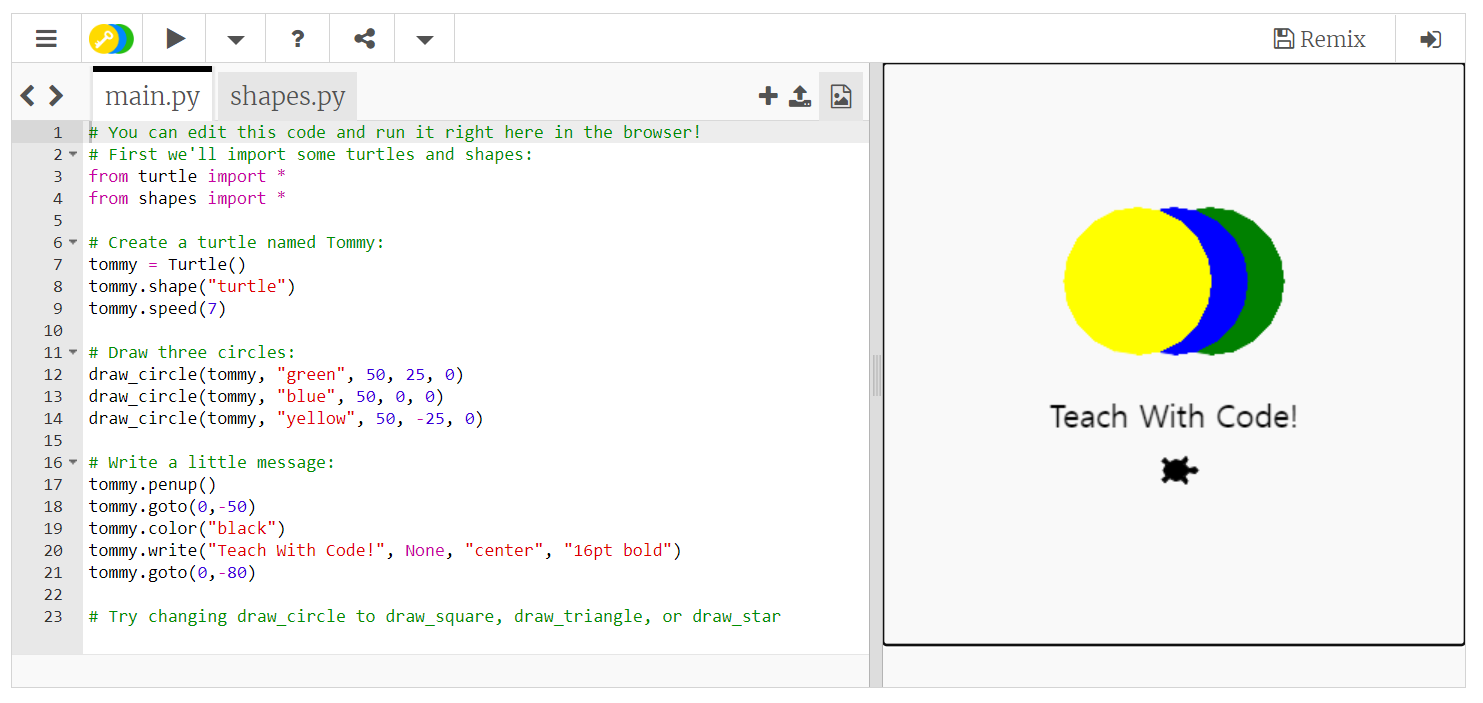 ? Remix
main.py shapes.py
1 # You can edit this code and run it right here in the browser!
2 # First we'll import some turtles and shapes:
3 from turtle import *
4 from shapes import *
5
6 # Create a turtle named Tommy:
7 tommy = Turtle()
8 tommy.shape("turtle")
9 tommy.speed(7)
10
11 # Draw three circles:
12 draw_circle(tommy, "green", 50, 25, 0)
13 draw_circle(tommy, "blue", 50, 0, 0)
14 draw_circle(tommy, "yellow", 50, -25, 0)
15
16 # Write a little message:
17 tommy.penup()
18 tommy.goto(0,-50)
19 tommy.color("black")
20 tommy.write("Teach With Code!", None, "center", "16pt bold")
21 tommy.goto(0,-80)
22
23 # Try changing draw_circle to draw_square, draw_triangle, or draw_star
Teach With Code!